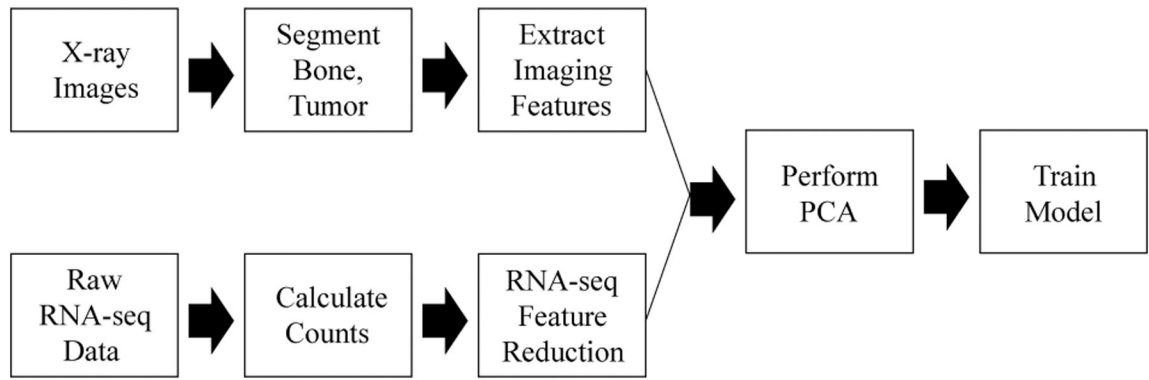 X-ray
Images
Segment
Bone,
Tumor
Extract
Imaging
Features
Raw
RNA-seq
Data
Calculate
Counts
RNA-seq
Feature
Reduction
Perform
PCA
Train
Model